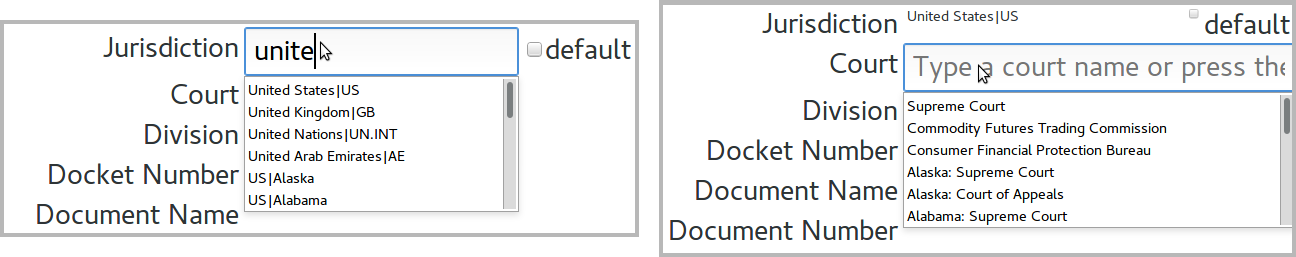 Jurisdiction unite default
United States|US
Court
United Kingdom|GB
United Nations|UN.INT
Division
United Arab Emirates|AE
Docket Number
US|Alaska
US|Alabama
Document Name
Jurisdiction United States|US default
Court Type a court name or press the
Supreme Court
Division
Commodity Futures Trading Commission
Docket Number
Consumer Financial Protection Bureau
Alaska: Supreme Court
Document Name
Alaska: Court of Appeals
Alabama: Supreme Court
Document Number